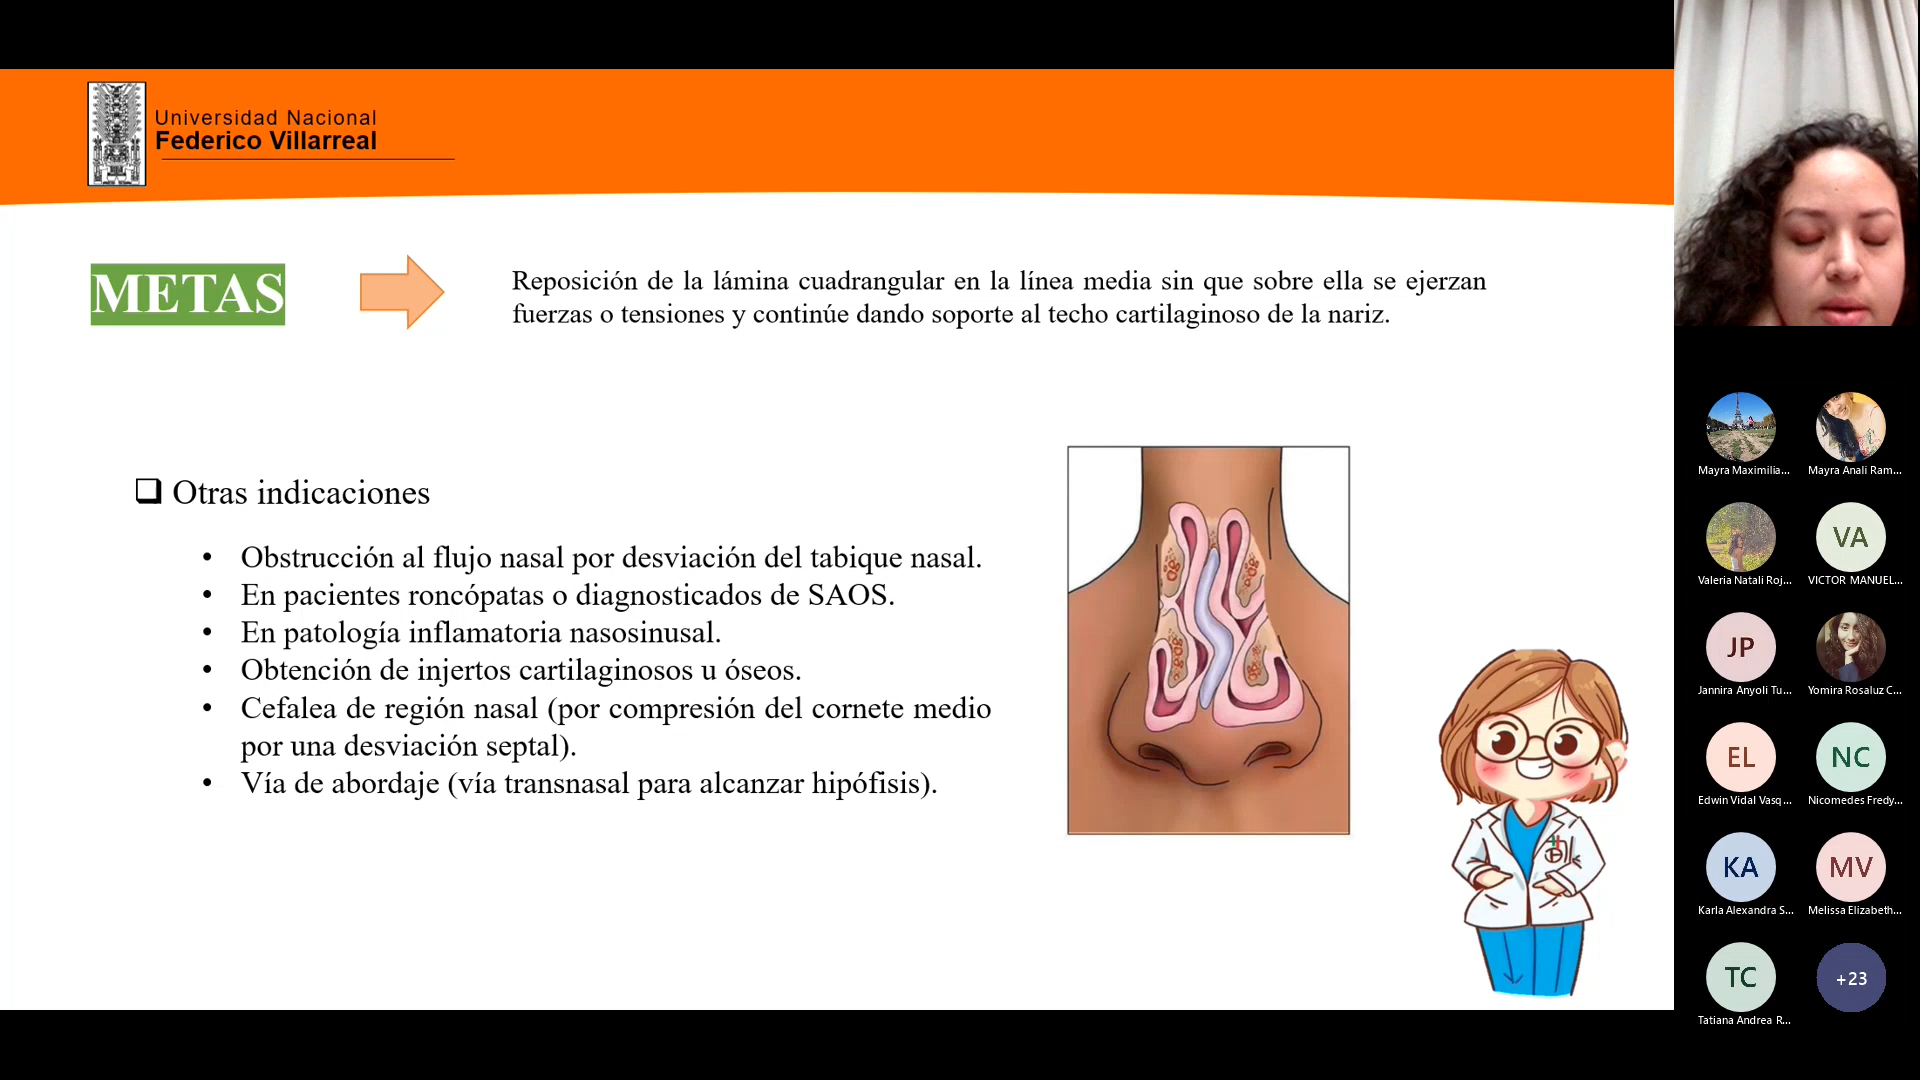 Universidad Nacional
Federico Villarreal
METAS
Reposición de la lámina cuadrangular en la línea media sin que sobre ella se ejerzan
fuerzas o tensiones y continúe dando soporte al techo cartilaginoso de la nariz.
❑ Otras indicaciones
• Obstrucción al flujo nasal por desviación del tabique nasal.
• En pacientes roncópatas o diagnosticados de SAOS.
• En patología inflamatoria nasosinusal.
• Obtención de injertos cartilaginosos u óseos.
• Cefalea de región nasal (por compresión del cornete medio
por una desviación septal).
• Vía de abordaje (vía transnasal para alcanzar hipófisis).
Mayra Maximilia...
Mayra Anali Ram...
Valeria Natali Roj...
VA
VICTOR MANUEL...
JP
Jannira Anyoli Tu...
Yomira Rosaluz C...
EL
Edwin Vidal Vasq...
NC
Nicomedes Fredy...
KA
Karla Alexandra S...
MV
Melissa Elizabeth...
TC
Tatiana Andrea R...
+23